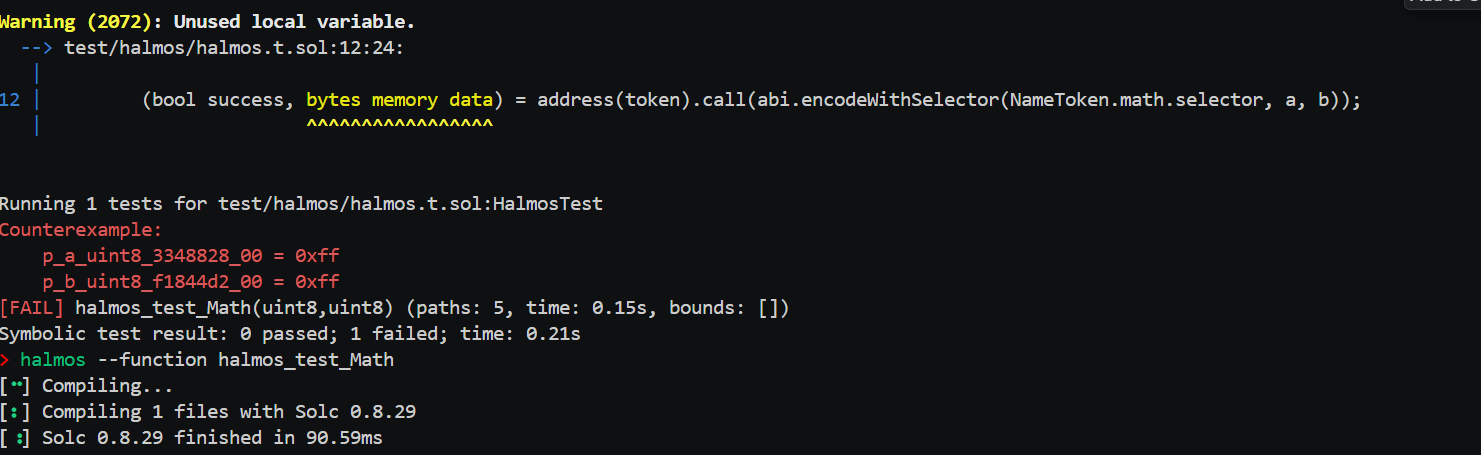 Warning (2072): Unused local variable.
--> test/halmos/halmos.t.sol:12:24:
|
12 |         (bool success, bytes memory data) = address(token).call(abi.encodeWithSelector(NameToken.math.selector, a, b));
|                        ^^^^^^^^^^^^^^^^^
Running 1 tests for test/halmos/halmos.t.sol:HalmosTest
Counterexample:
p_a_uint8_3348828_00 = 0xff
p_b_uint8_f1844d2_00 = 0xff
[FAIL] halmos_test_Math(uint8,uint8) (paths: 5, time: 0.15s, bounds: [])
Symbolic test result: 0 passed; 1 failed; time: 0.21s
> halmos --function halmos_test_Math
[⠒] Compiling...
[⠆] Compiling 1 files with Solc 0.8.29
[⠰] Solc 0.8.29 finished in 90.59ms